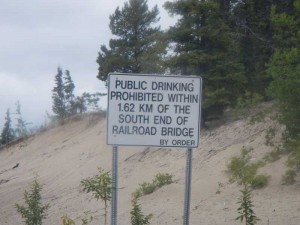 PUBLIC DRINKING
PROHIBITED WITHIN
1.62 KM OF THE
SOUTH END OF
RAILROAD BRIDGE
BY ORDER